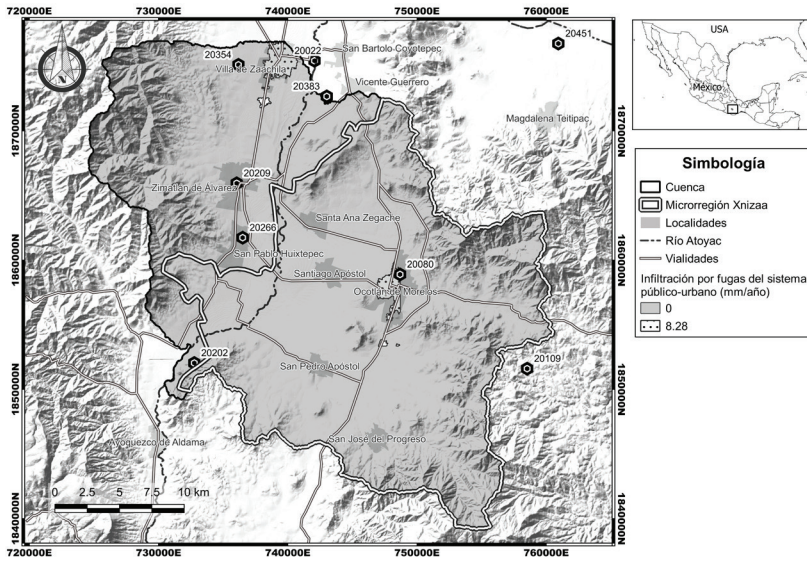 720000E
730000E
740000E
750000E
760000E
20451
20354
20022
San Bartolo Coyotepec
Villa de Zaachila
20383
Vicente Guerrero
Magdalena Teitipac
1870000N
1870000N
20209
Zimatlán de Álvarez
Santa Ana Zegache
20266
San Pablo Huixtepec
1860000N
1860000N
Santiago Apóstol
20080
Ocotlán de Morelos
20202
San Pedro Apóstol
20109
1850000N
1850000N
Ayoquezco de Aldama
San José del Progreso
0 2.5 5 7.5 10 km
1840000N
1840000N
720000E
730000E
740000E
750000E
760000E
N
USA
México
Simbología
Cuenca
Microrregión Xnizaa
Localidades
Río Atoyac
Vialidades
Infiltración por fugas del sistema
público-urbano (mm/año)
0
8.28